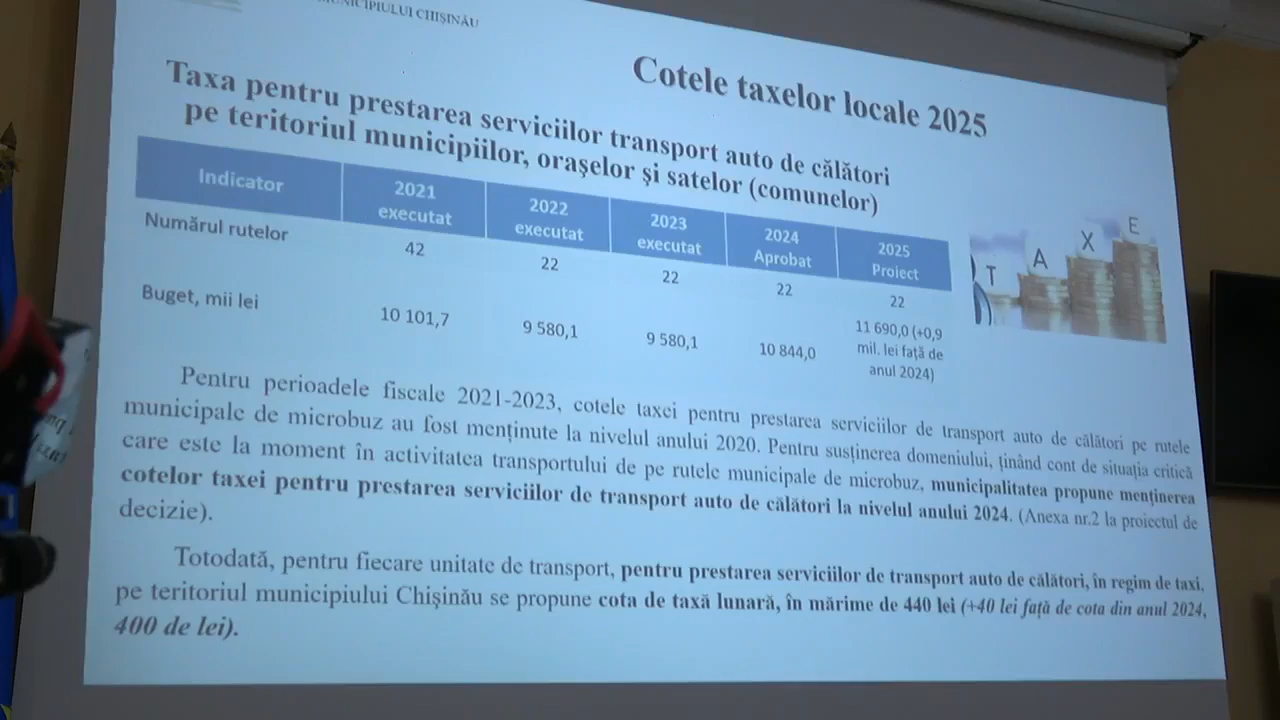 MUNICIPIULUI CHIȘINĂU
Cotele taxelor locale 2025
Taxa pentru prestarea serviciilor transport auto de călători
pe teritoriul municipiilor, orașelor și satelor (comunelor)
Indicator 2021 executat 2022 executat 2023 executat 2024 Aprobat 2025 Proiect
Numărul rutelor 42 22 22 22 22
Buget, mii lei 10 101,7 9 580,1 9 580,1 10 844,0 11 690,0 (+0,9 mil. lei față de anul 2024)
T A X E
Pentru perioadele fiscale 2021-2023, cotele taxei pentru prestarea serviciilor de transport auto de călători pe rutele
municipale de microbuz au fost menținute la nivelul anului 2020. Pentru susținerea domeniului, ținând cont de situația critică
care este la moment în activitatea transportului de pe rutele municipale de microbuz, municipalitatea propune menținerea
cotelor taxei pentru prestarea serviciilor de transport auto de călători la nivelul anului 2024. (Anexa nr.2 la proiectul de
decizie).
Totodată, pentru fiecare unitate de transport, pentru prestarea serviciilor de transport auto de călători, în regim de taxi,
pe teritoriul municipiului Chișinău se propune cota de taxă lunară, în mărime de 440 lei (+40 lei față de cota din anul 2024,
400 de lei).